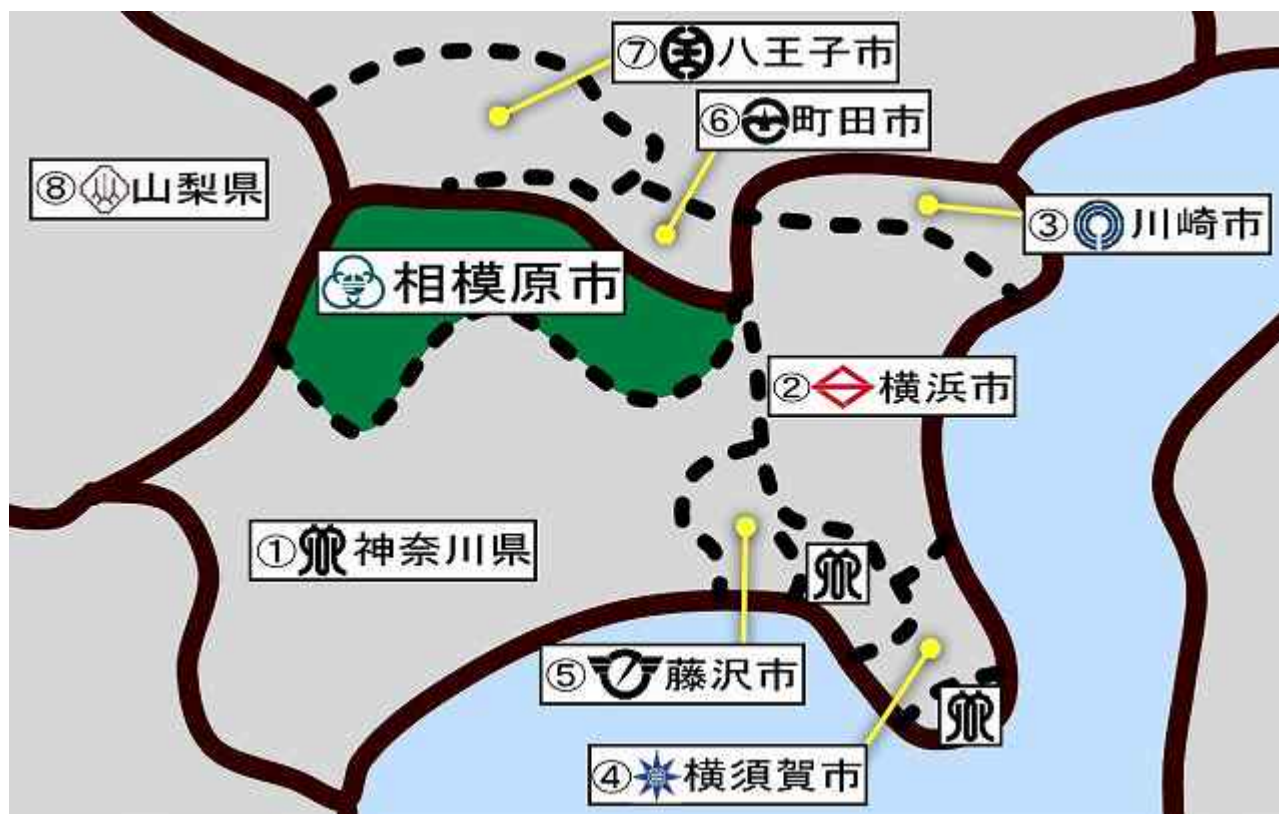 ⑦八王子市
⑥町田市
⑧山梨県
③川崎市
相模原市
②横浜市
①神奈川県
⑤藤沢市
④横須賀市